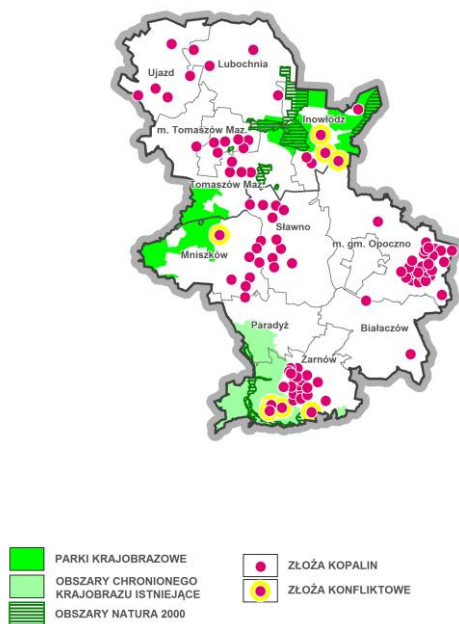 Ujazd
Lubochnia
Inowłódz
m. Tomaszów Maz.
Tomaszów Maz.
Sławno
m. gm. Opoczno
Mniszków
Paradyż
Białaczów
Żarnów
PARKI KRAJOBRAZOWE
OBSZARY CHRONIONEGO
KRAJOBRAZU ISTNIEJĄCE
OBSZARY NATURA 2000
ZŁOŻA KOPALIN
ZŁOŻA KONFLIKTOWE